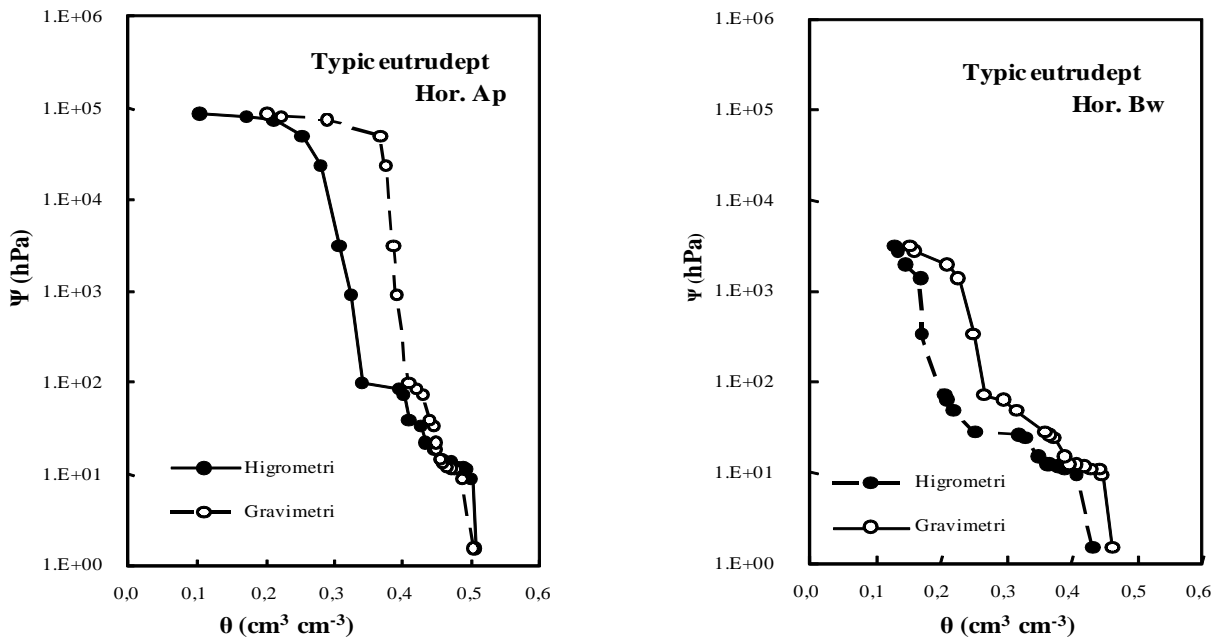 1.E+06
1.E+05
1.E+04
1.E+03
1.E+02
1.E+01
1.E+00
Ψ (hPa)
Typic eutrudept
Hor. Ap
Higrometri
Gravimetri
0,0 0,1 0,2 0,3 0,4 0,5 0,6
θ (cm³ cm⁻³)
1.E+06
1.E+05
1.E+04
1.E+03
1.E+02
1.E+01
1.E+00
Ψ (hPa)
Typic eutrudept
Hor. Bw
Higrometri
Gravimetri
0,0 0,1 0,2 0,3 0,4 0,5 0,6
θ (cm³ cm⁻³)